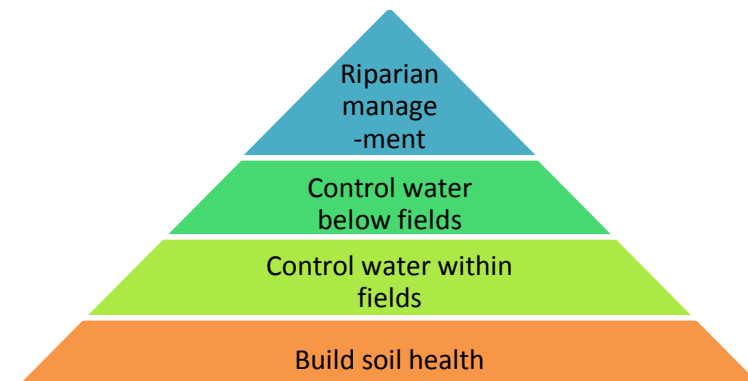 Riparian
manage
-ment
Control water
below fields
Control water within
fields
Build soil health